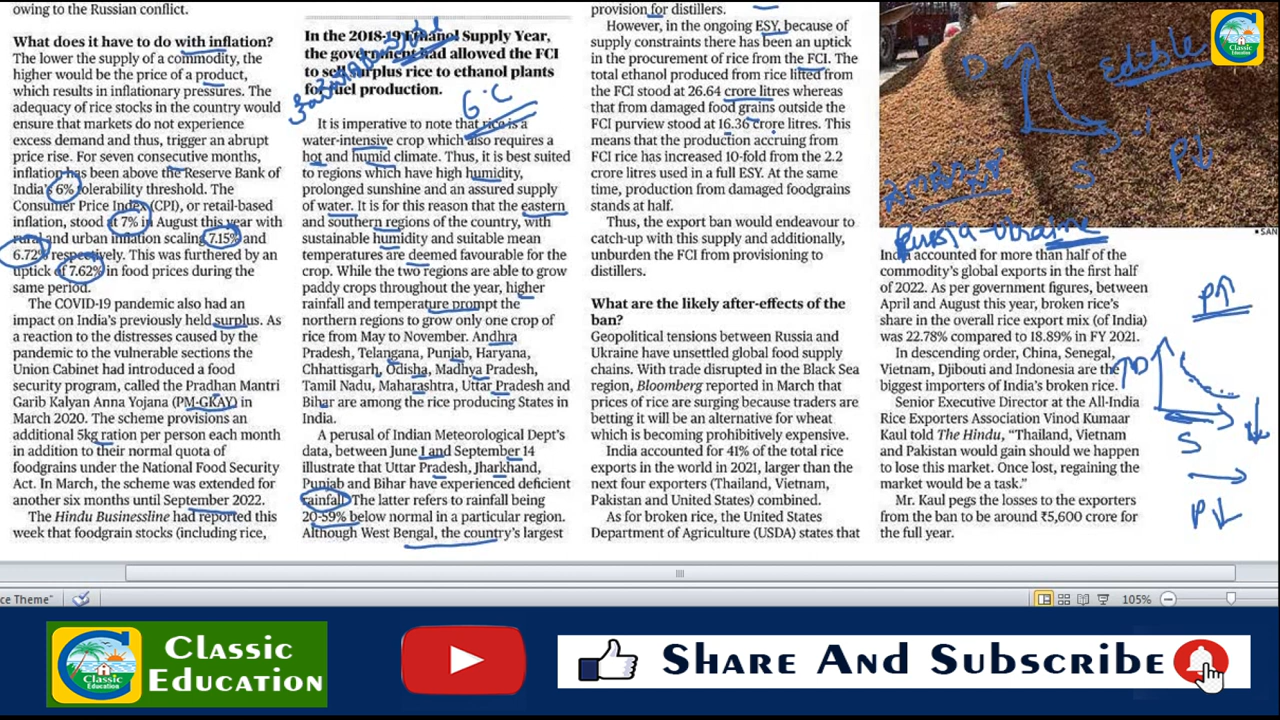 owing to the Russian conflict.
What does it have to do with inflation?
The lower the supply of a commodity, the
higher would be the price of a product,
which results in inflationary pressures. The
adequacy of rice stocks in the country would
ensure that markets do not experience
excess demand and thus, trigger an abrupt
price rise. For seven consecutive months,
inflation has been above the Reserve Bank of
India's 6% tolerability threshold. The
Consumer Price Index (CPI), or retail-based
inflation, stood at 7% in August this year with
rural and urban inflation scaling 7.15% and
6.72% respectively. This was furthered by an
uptick of 7.62% in food prices during the
same period.
The COVID-19 pandemic also had an
impact on India's previously held surplus. As
a reaction to the distresses caused by the
pandemic to the vulnerable sections the
Union Cabinet had introduced a food
security program, called the Pradhan Mantri
Garib Kalyan Anna Yojana (PM-GKAY) in
March 2020. The scheme provisions an
additional 5kg ration per person each month
in addition to their normal quota of
foodgrains under the National Food Security
Act. In March, the scheme was extended for
another six months until September 2022.
The Hindu Businessline had reported this
week that foodgrain stocks (including rice,
In the 2018-19 Ethanol Supply Year,
the government had allowed the FCI
to sell surplus rice to ethanol plants
for fuel production.
G.C
It is imperative to note that rice is a
water-intensive crop which also requires a
hot and humid climate. Thus, it is best suited
to regions which have high humidity,
prolonged sunshine and an assured supply
of water. It is for this reason that the eastern
and southern regions of the country, with
sustainable humidity and suitable mean
temperatures are deemed favourable for the
crop. While the two regions are able to grow
paddy crops throughout the year, higher
rainfall and temperature prompt the
northern regions to grow only one crop of
rice from May to November. Andhra
Pradesh, Telangana, Punjab, Haryana,
Chhattisgarh, Odisha, Madhya Pradesh,
Tamil Nadu, Maharashtra, Uttar Pradesh and
Bihar are among the rice producing States in
India.
A perusal of Indian Meteorological Dept's
data, between June 1 and September 14
illustrate that Uttar Pradesh, Jharkhand,
Punjab and Bihar have experienced deficient
rainfall. The latter refers to rainfall being
20-59% below normal in a particular region.
Although West Bengal, the country's largest
provision for distillers.
However, in the ongoing ESY, because of
supply constraints there has been an uptick
in the procurement of rice from the FCI. The
total ethanol produced from rice lifted from
the FCI stood at 26.64 crore litres whereas
that from damaged food grains outside the
FCI purview stood at 16.36 crore litres. This
means that the production accruing from
FCI rice has increased 10-fold from the 2.2
crore litres used in a full ESY. At the same
time, production from damaged foodgrains
stands at half.
Thus, the export ban would endeavour to
catch-up with this supply and additionally,
unburden the FCI from provisioning to
distillers.
What are the likely after-effects of the
ban?
Geopolitical tensions between Russia and
Ukraine have unsettled global food supply
chains. With trade disrupted in the Black Sea
region, Bloomberg reported in March that
prices of rice are surging because traders are
betting it will be an alternative for wheat
which is becoming prohibitively expensive.
India accounted for 41% of the total rice
exports in the world in 2021, larger than the
next four exporters (Thailand, Vietnam,
Pakistan and United States) combined.
As for broken rice, the United States
Department of Agriculture (USDA) states that
Classic
Education
D
Edible
S
P↓
Russia-Ukraine
SAN
India accounted for more than half of the
commodity's global exports in the first half
of 2022. As per government figures, between
April and August this year, broken rice's
share in the overall rice export mix (of India)
was 22.78% compared to 18.89% in FY 2021.
In descending order, China, Senegal,
Vietnam, Djibouti and Indonesia are the
biggest importers of India's broken rice.
Senior Executive Director at the All-India
Rice Exporters Association Vinod Kumaar
Kaul told The Hindu, “Thailand, Vietnam
and Pakistan would gain should we happen
to lose this market. Once lost, regaining the
market would be a task.”
Mr. Kaul pegs the losses to the exporters
from the ban to be around ₹5,600 crore for
the full year.
P↑
D
S
P↓
ce Theme"
105%
Classic
Education
Classic
Education
Share And Subscribe